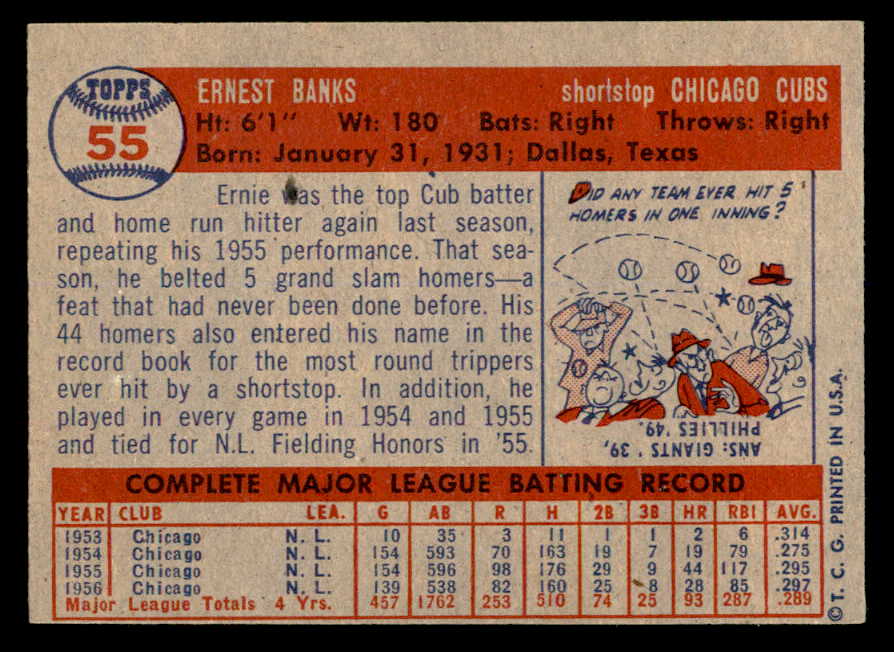 TOPPS
55
ERNEST BANKS shortstop CHICAGO CUBS
Ht: 6'1" Wt: 180 Bats: Right Throws: Right
Born: January 31, 1931; Dallas, Texas
Ernie was the top Cub batter
and home run hitter again last season,
repeating his 1955 performance. That sea-
son, he belted 5 grand slam homers—a
feat that had never been done before. His
44 homers also entered his name in the
record book for the most round trippers
ever hit by a shortstop. In addition, he
played in every game in 1954 and 1955
and tied for N.L. Fielding Honors in '55.
DID ANY TEAM EVER HIT 5
HOMERS IN ONE INNING?
ANS: GIANTS '39,
PHILLIES '49.
COMPLETE MAJOR LEAGUE BATTING RECORD
YEAR CLUB LEA. G AB R H 2B 3B HR RBI AVG.
1953 Chicago N. L. 10 35 3 11 1 1 2 6 .314
1954 Chicago N. L. 154 593 70 163 19 7 19 79 .275
1955 Chicago N. L. 154 596 98 176 29 9 44 117 .295
1956 Chicago N. L. 139 538 82 160 25 8 28 85 .297
Major League Totals 4 Yrs. 457 1762 253 510 74 25 93 287 .289
© T. C. G. PRINTED IN U.S.A.